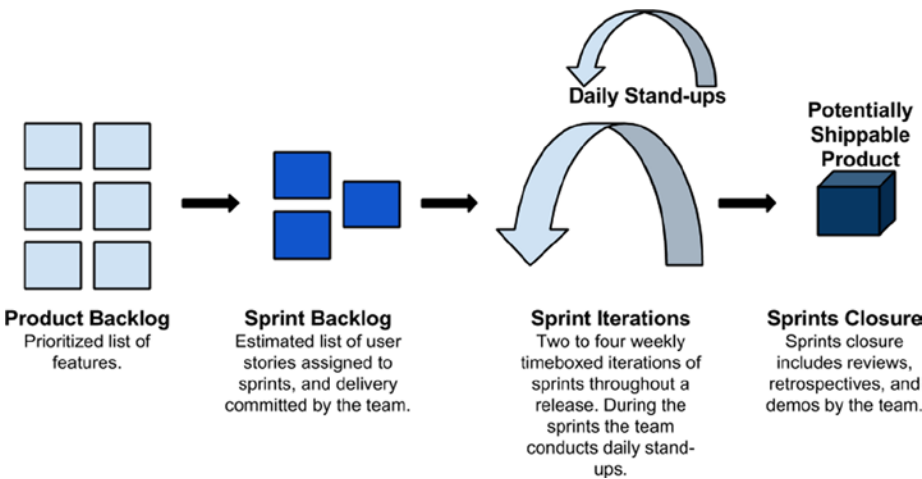 Daily Stand-ups
Potentially
Shippable
Product
Product Backlog
Prioritized list of
features.
Sprint Backlog
Estimated list of user
stories assigned to
sprints, and delivery
committed by the team.
Sprint Iterations
Two to four weekly
timeboxed iterations of
sprints throughout a
release. During the
sprints the team
conducts daily stand-
ups.
Sprints Closure
Sprints closure
includes reviews,
retrospectives, and
demos by the team.